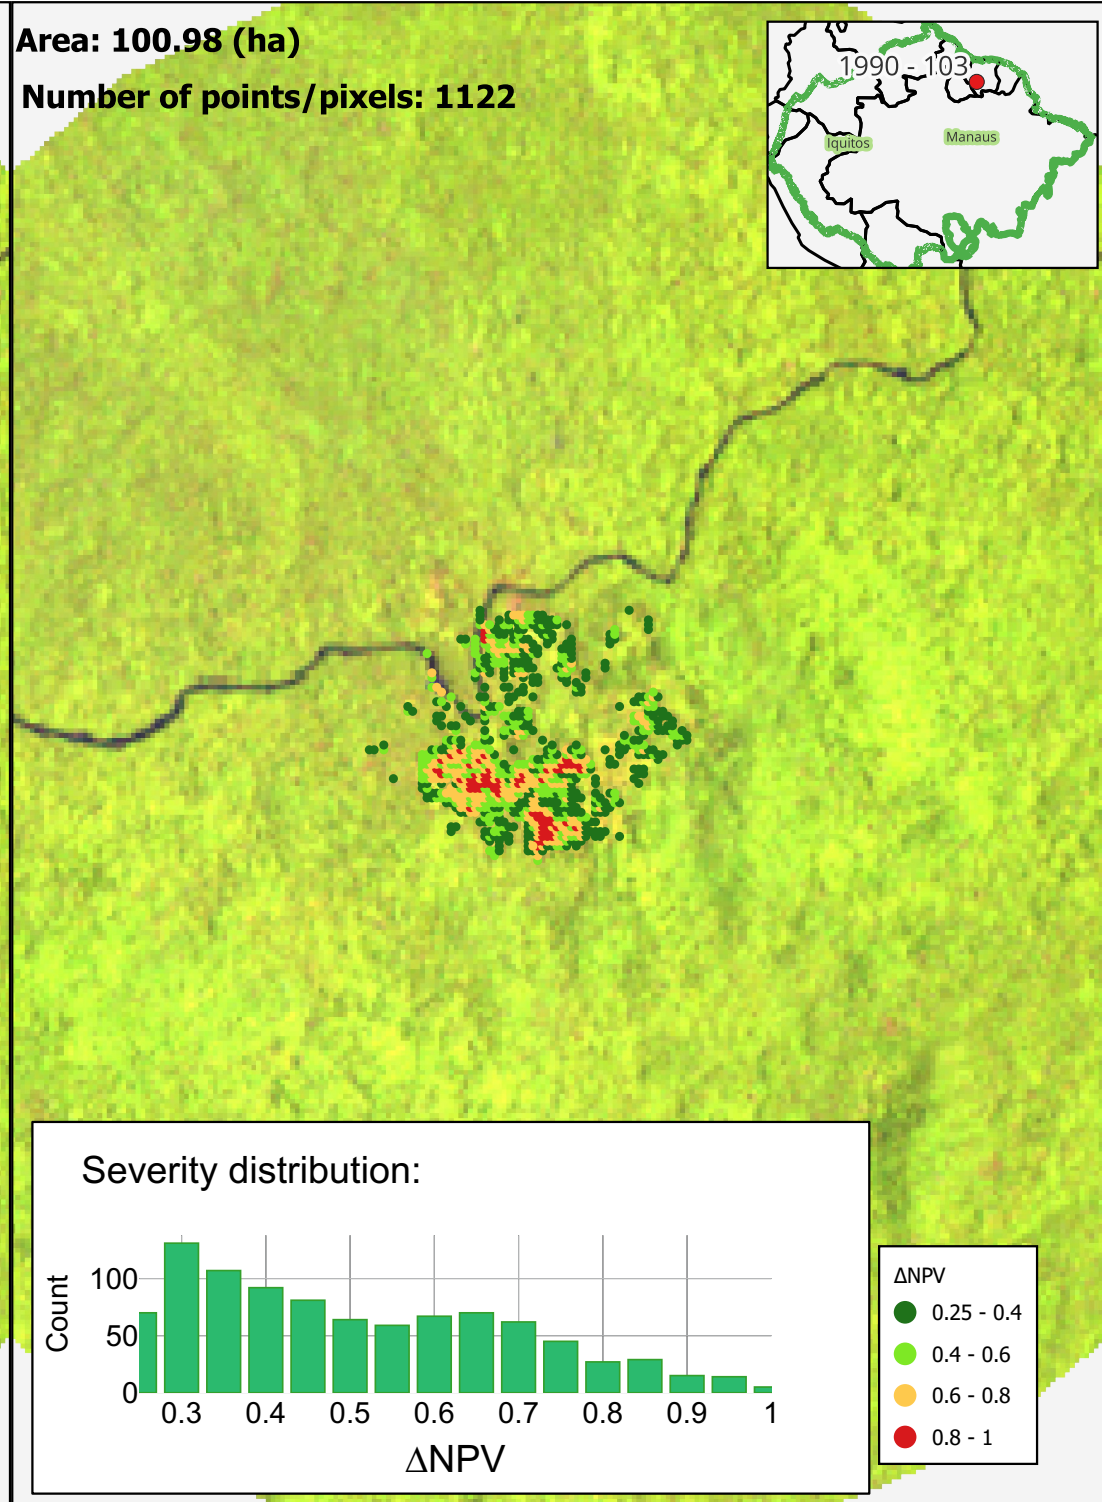 Area: 100.98 (ha)
Number of points/pixels: 1122
1990 - 103
Iquitos
Manaus
Severity distribution:
Count
100
50
0
0.3 0.4 0.5 0.6 0.7 0.8 0.9 1
ΔNPV
ΔNPV
0.25 - 0.4
0.4 - 0.6
0.6 - 0.8
0.8 - 1